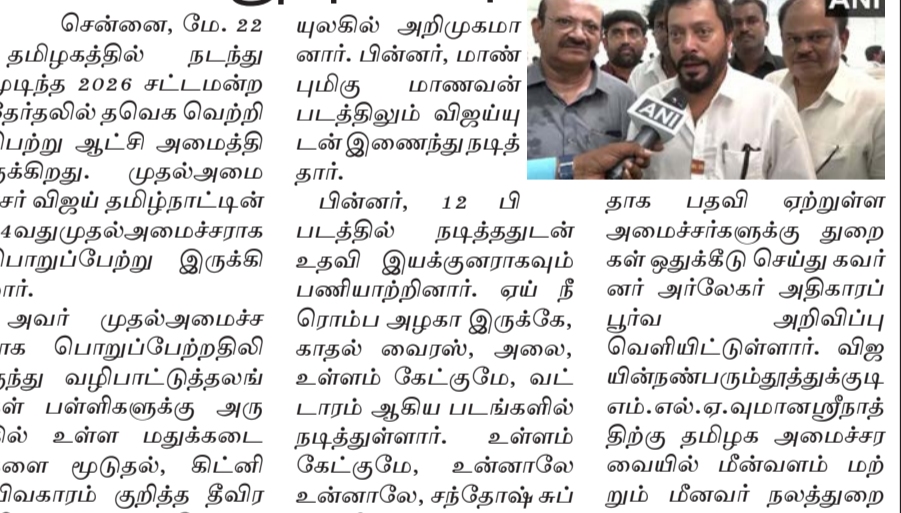 சென்னை, மே. 22
தமிழகத்தில் நடந்து
முடிந்த 2026 சட்டமன்ற
தேர்தலில் தவெக வெற்றி
பெற்று ஆட்சி அமைத்தி
ருக்கிறது. முதல்அமை
ச்சர் விஜய் தமிழ்நாட்டின்
4வதுமுதல்அமைச்சராக
பொறுப்பேற்று இருக்கி
றார்.
அவர் முதல்அமைச்ச
ராக பொறுப்பேற்றதிலி
ருந்து வழிபாட்டுத்தலங்
கள் பள்ளிகளுக்கு அரு
கில் உள்ள மதுக்கடை
களை மூடுதல், கிட்னி
விவகாரம் குறித்த தீவிர
யுலகில் அறிமுகமா
னார். பின்னர், மாண்
புமிகு மாணவன்
படத்திலும் விஜய்யு
டன்இணைந்துநடித்
தார்.
பின்னர், 12 பி
படத்தில் நடித்ததுடன்
உதவி இயக்குனராகவும்
பணியாற்றினார். ஏய் நீ
ரொம்ப அழகா இருக்கே,
காதல் வைரஸ், அலை,
உள்ளம் கேட்குமே, வட்
டாரம் ஆகிய படங்களில்
நடித்துள்ளார். உள்ளம்
கேட்குமே, உன்னாலே
உன்னாலே, சந்தோஷ் சுப்
ANI
ANI
தாக பதவி ஏற்றுள்ள
அமைச்சர்களுக்கு துறை
கள் ஒதுக்கீடு செய்து கவர்
னர் அர்லேகர் அதிகாரப்
பூர்வ அறிவிப்பு
வெளியிட்டுள்ளார். விஜ
யின்நண்பரும்தூத்துக்குடி
எம்.எல்.ஏ.வுமானஸ்ரீநாத்
திற்கு தமிழக அமைச்சர
வையில் மீன்வளம் மற்
றும் மீனவர் நலத்துறை